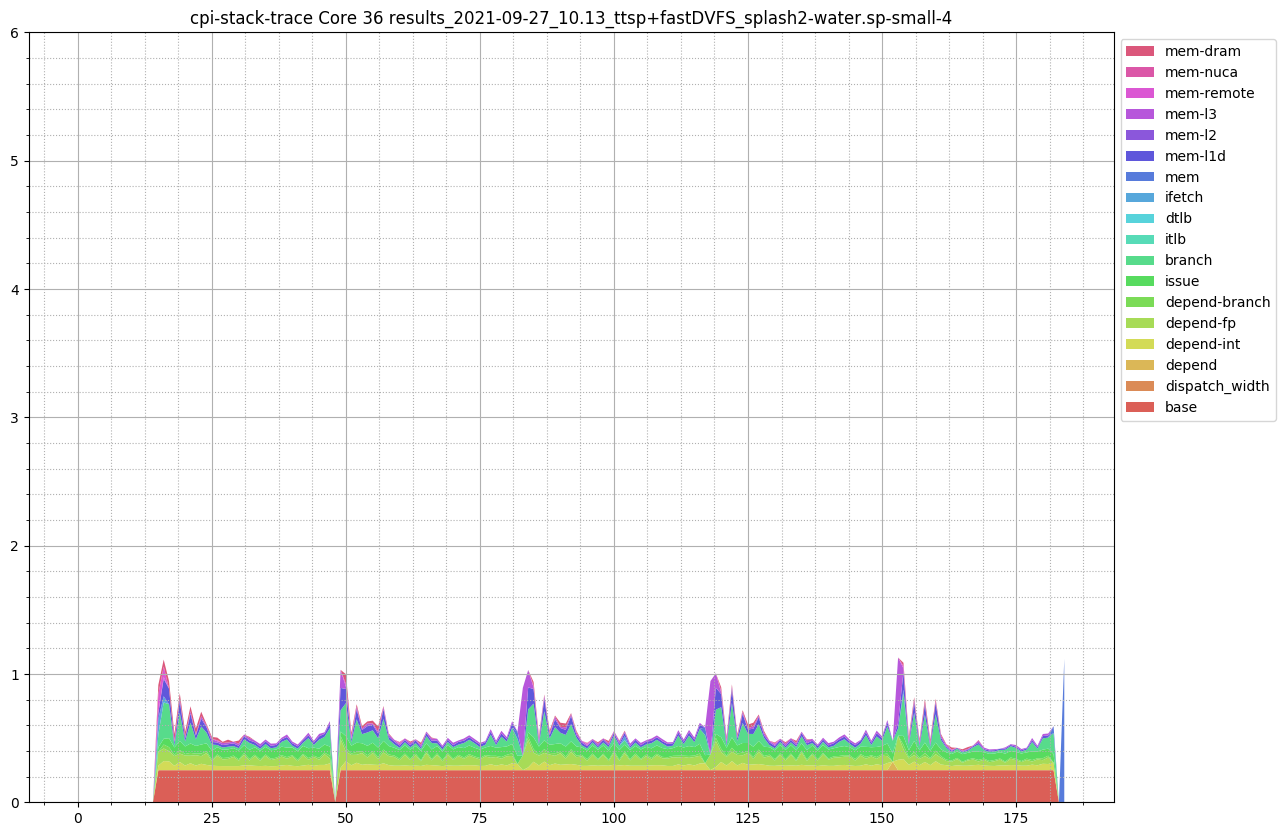 cpi-stack-trace Core 36 results_2021-09-27_10.13_ttsp+fastDVFS_splash2-water.sp-small-4
6
5
4
3
2
1
0
0 25 50 75 100 125 150 175
mem-dram
mem-nuca
mem-remote
mem-l3
mem-l2
mem-l1d
mem
ifetch
dtlb
itlb
branch
issue
depend-branch
depend-fp
depend-int
depend
dispatch_width
base